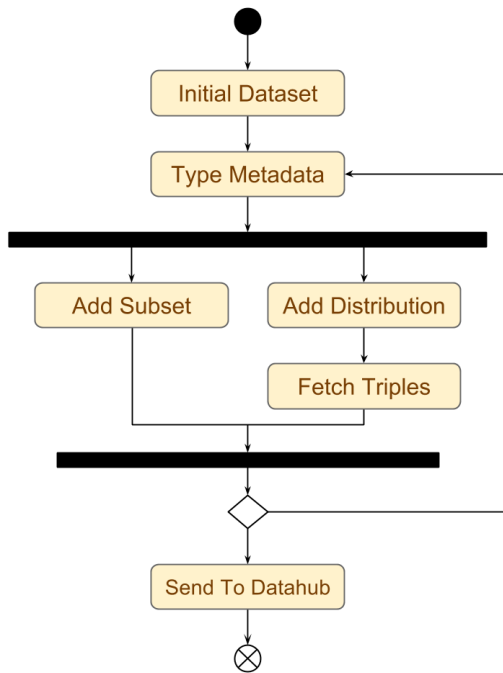 Initial Dataset
Type Metadata
Add Subset
Add Distribution
Fetch Triples
Send To Datahub